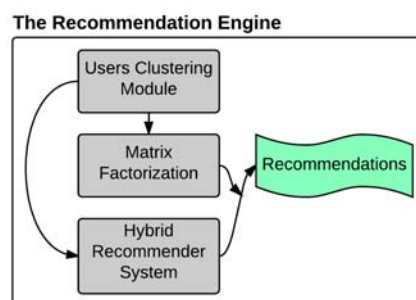 The Recommendation Engine
Users Clustering
Module
Matrix
Factorization
Recommendations
Hybrid
Recommender
System